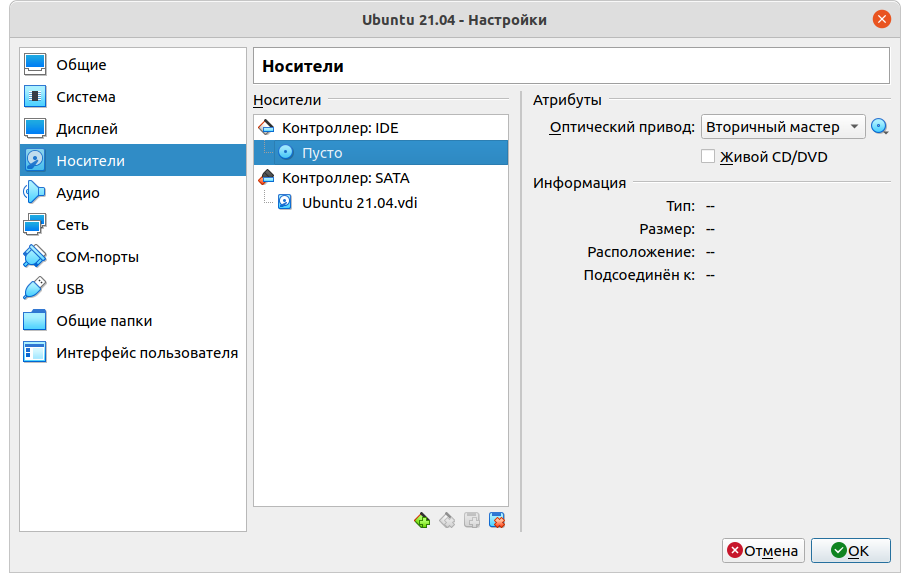 Ubuntu 21.04 - Настройки
Общие
Система
Дисплей
Носители
Аудио
Сеть
COM-порты
USB
Общие папки
Интерфейс пользователя
Носители
Носители
Контроллер: IDE
Пусто
Контроллер: SATA
Ubuntu 21.04.vdi
Атрибуты
Оптический привод: Вторичный мастер
Живой CD/DVD
Информация
Тип: --
Размер: --
Расположение: --
Подсоединён к: --
Отмена
OK